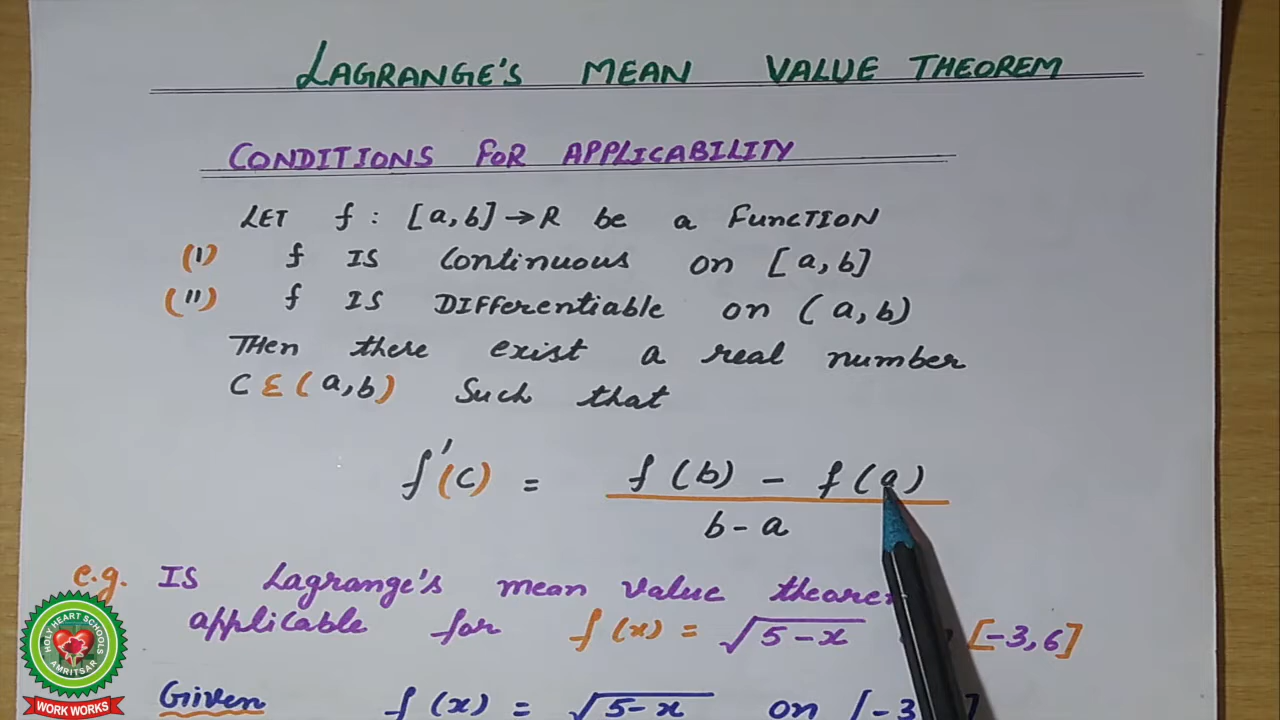 LAGRANGE'S MEAN VALUE THEOREM
CONDITIONS FOR APPLICABILITY
LET f : [a,b] → R be a FUNCTION
(I) f IS Continuous on [a,b]
(II) f IS DIFFerentiable on (a,b)
THen there exist a real number
C Σ (a,b) Such that
f'(c) = f(b) - f(a)
b - a
e.g. IS Lagrange's mean value
applicable for f(x) = √5-x [-3,6]
Given f(x) = √5-x on [-3
HOLY HEART SCHOOLS
AMRITSAR
WORK WORKS